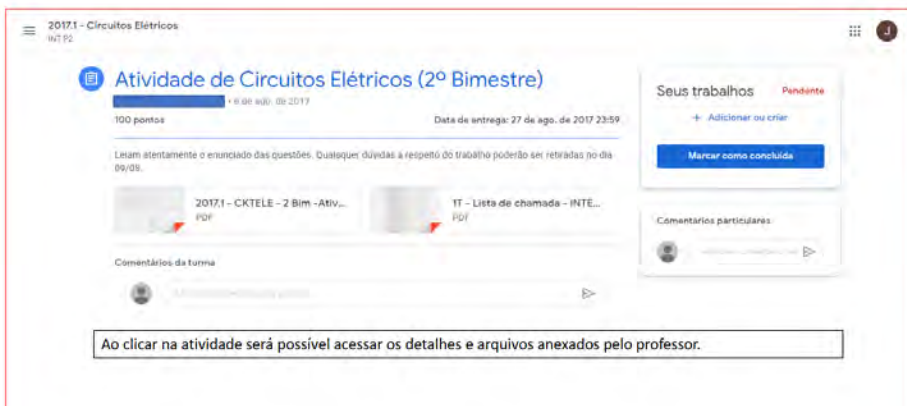 2017.1 - Circuitos Elétricos
INT P2
J
Atividade de Circuitos Elétricos (2º Bimestre)
• 6 de ago. de 2017
100 pontos
Data de entrega: 27 de ago. de 2017 23:59
Leiam atentamente o enunciado das questões. Quaisquer dúvidas a respeito do trabalho poderão ser retiradas no dia
09/08.
2017.1 - CKTELE - 2 Bim -Ativ...
PDF
1T - Lista de chamada - INTE...
PDF
Comentários da turma
Seus trabalhos
Pendente
+ Adicionar ou criar
Marcar como concluída
Comentários particulares
Ao clicar na atividade será possível acessar os detalhes e arquivos anexados pelo professor.